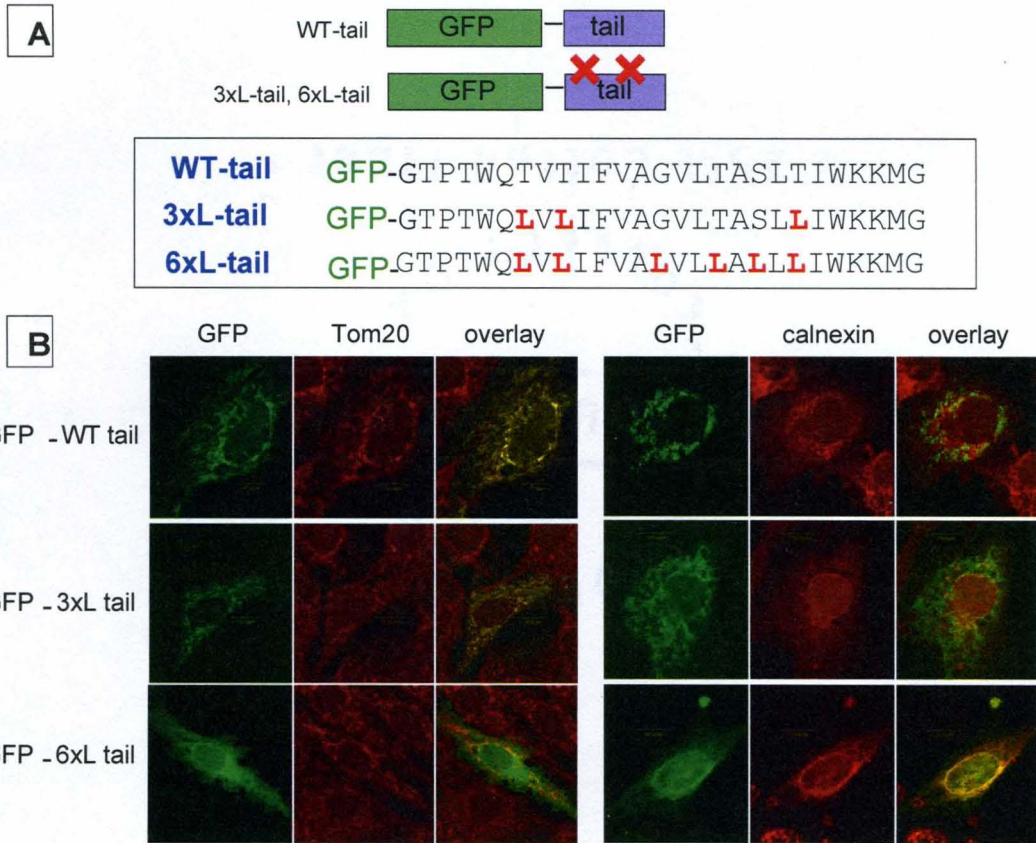 A
WT-tail GFP tail
3xL-tail, 6xL-tail GFP tail
WT-tail GFP-GTPTWQTVTIFVAGVLTASLTIWKKMG
3xL-tail GFP-GTPTWQLVLIFVAGVLTASLLIWKKMG
6xL-tail GFP-GTPTWQLVLIFVALVLLALLLIWKKMG
B
GFP Tom20 overlay GFP calnexin overlay
FP - WT tail
FP - 3xL tail
FP - 6xL tail